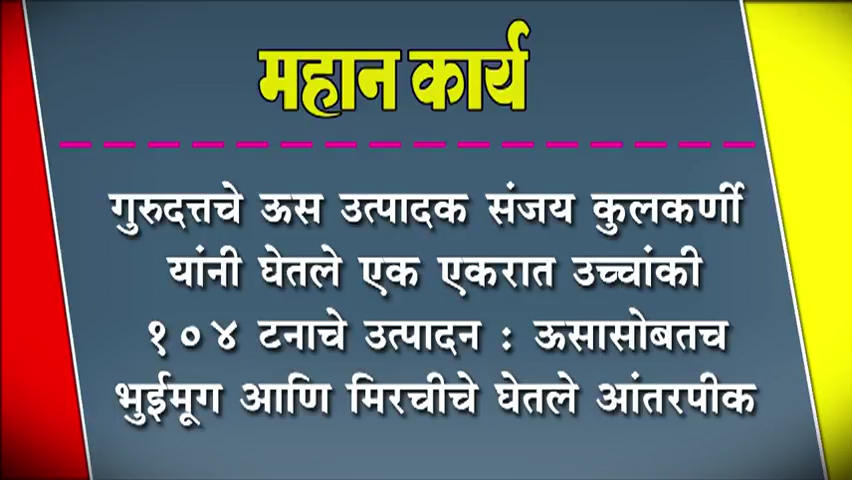 महान कार्य
गुरुदत्तचे ऊस उत्पादक संजय कुलकर्णी
यांनी घेतले एक एकरात उच्चांकी
१०४ टनाचे उत्पादन : ऊसासोबतच
भुईमूग आणि मिरचीचे घेतले आंतरपीक